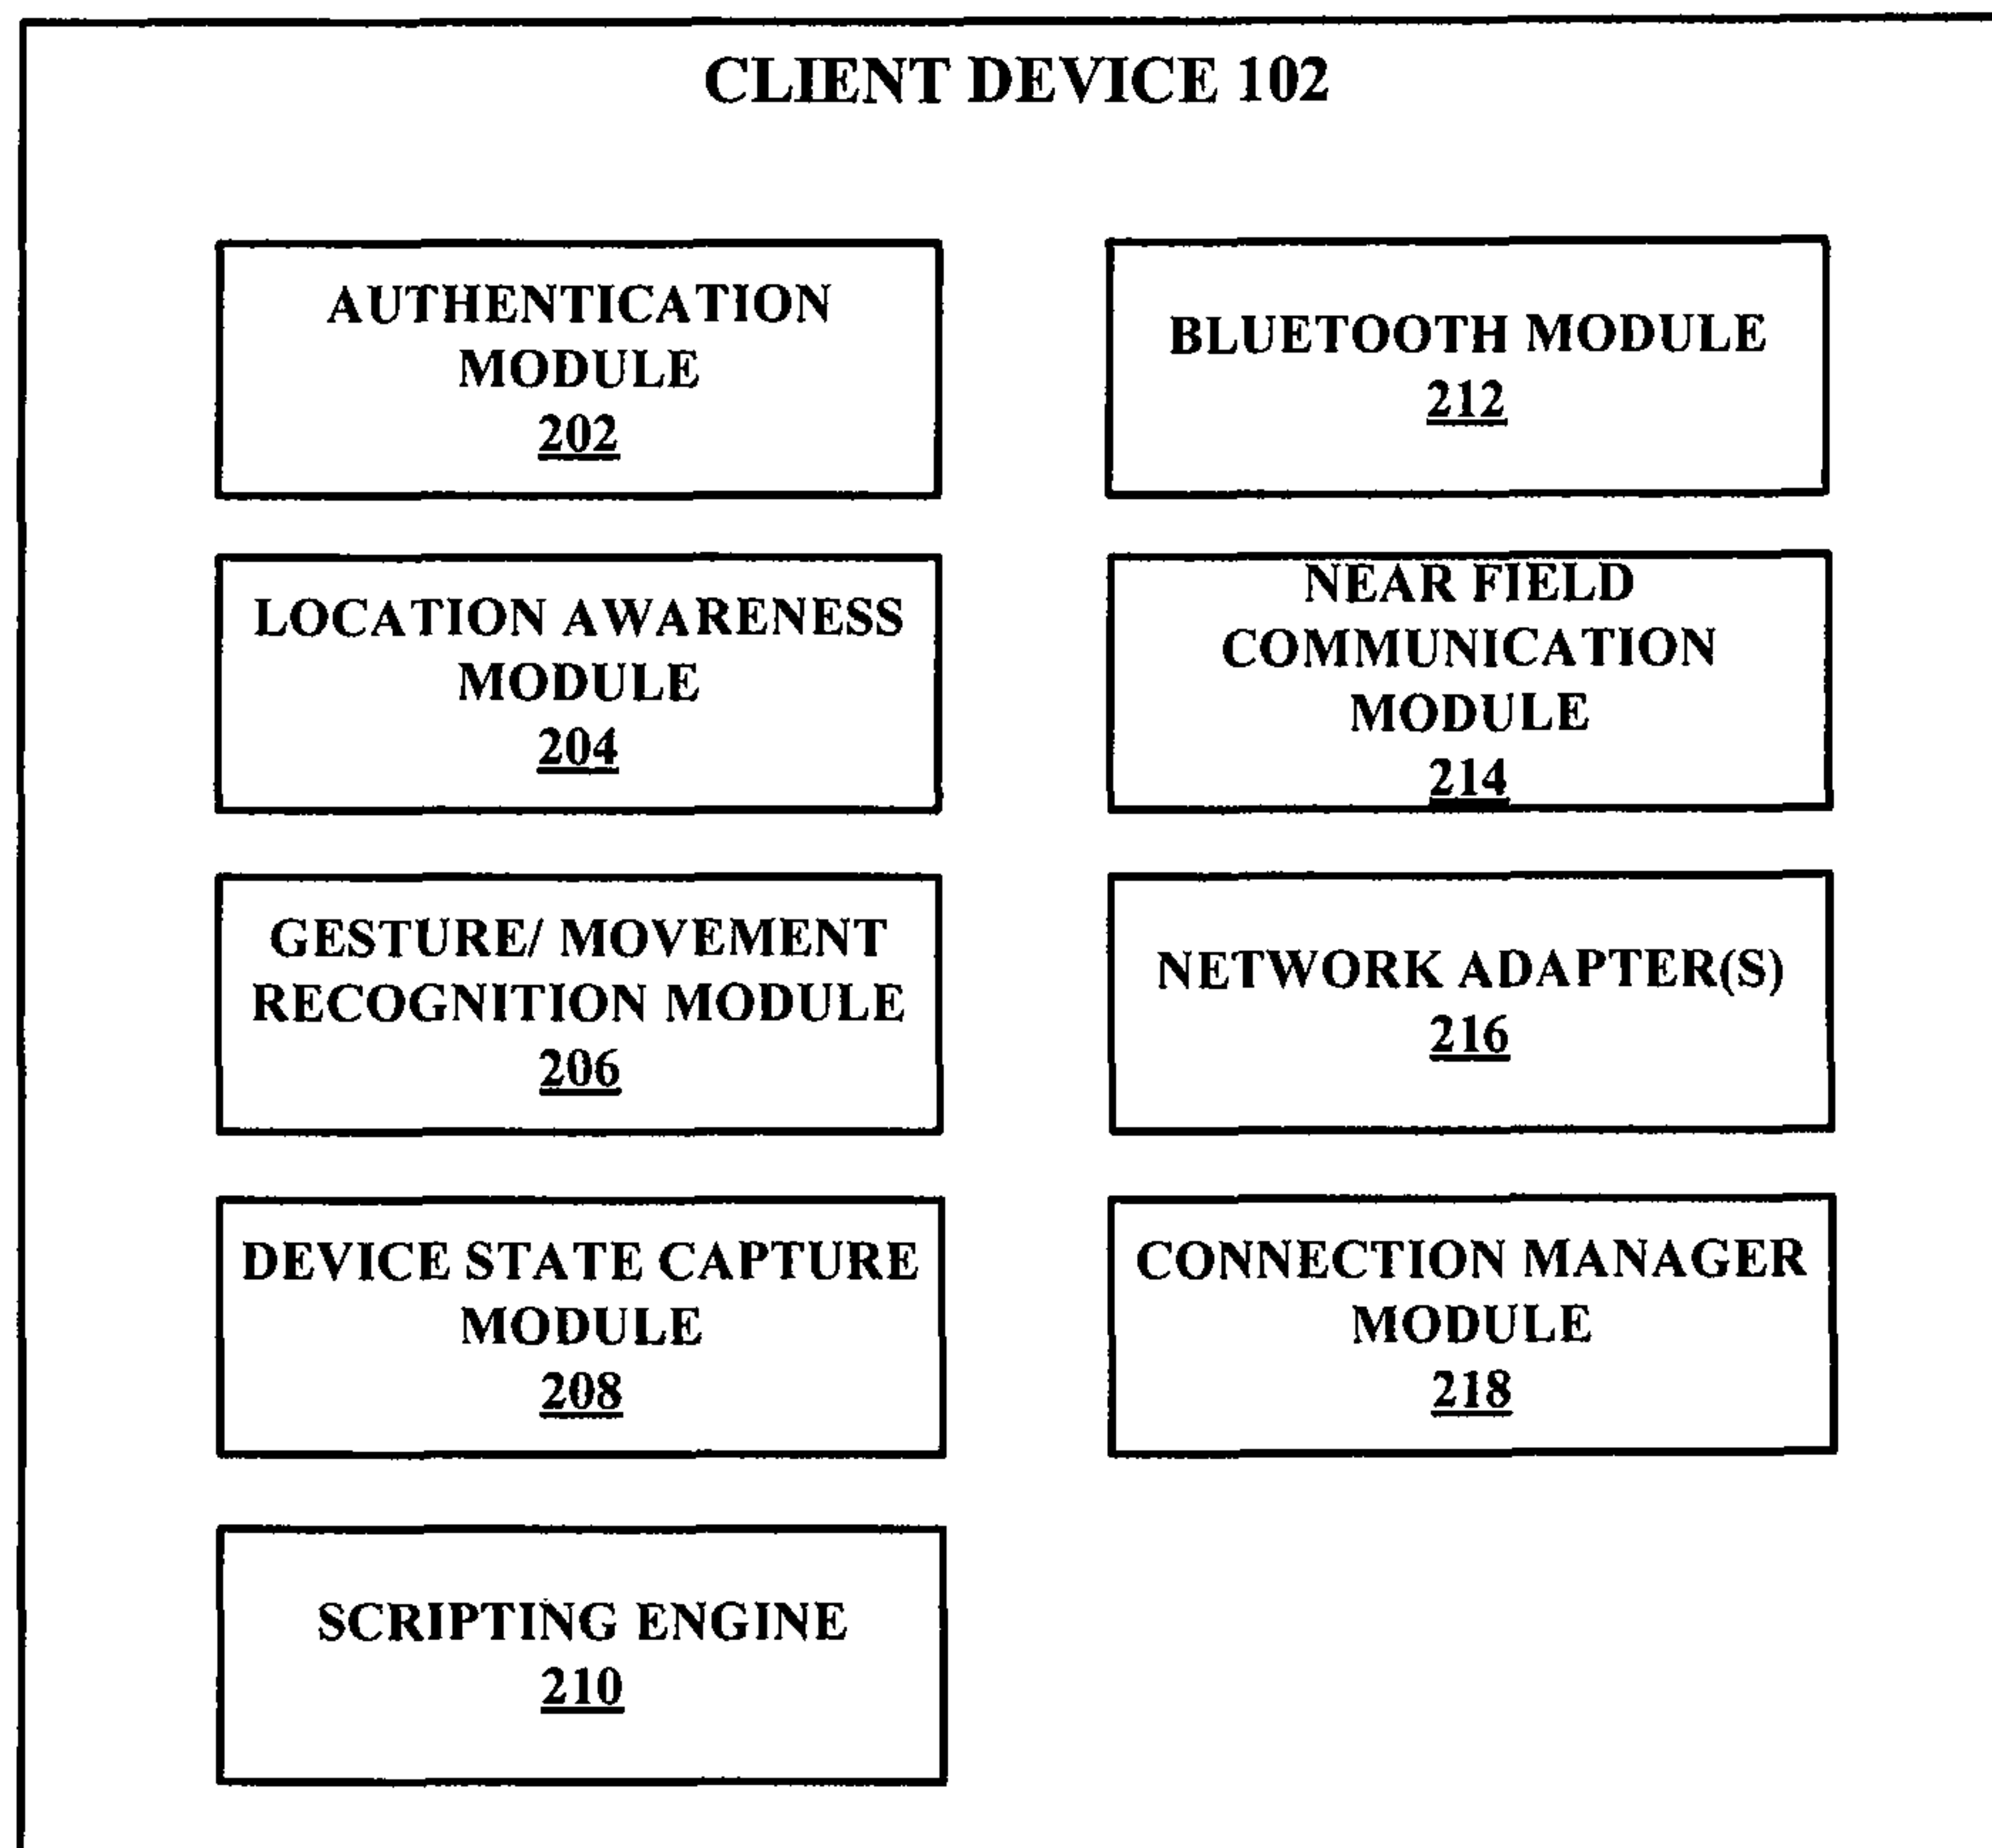 CLIENT DEVICE 102
AUTHENTICATION
MODULE
202
LOCATION AWARENESS
MODULE
204
GESTURE/ MOVEMENT
RECOGNITION MODULE
206
DEVICE STATE CAPTURE
MODULE
208
SCRIPTING ENGINE
210
BLUETOOTH MODULE
212
NEAR FIELD
COMMUNICATION
MODULE
214
NETWORK ADAPTER(S)
216
CONNECTION MANAGER
MODULE
218